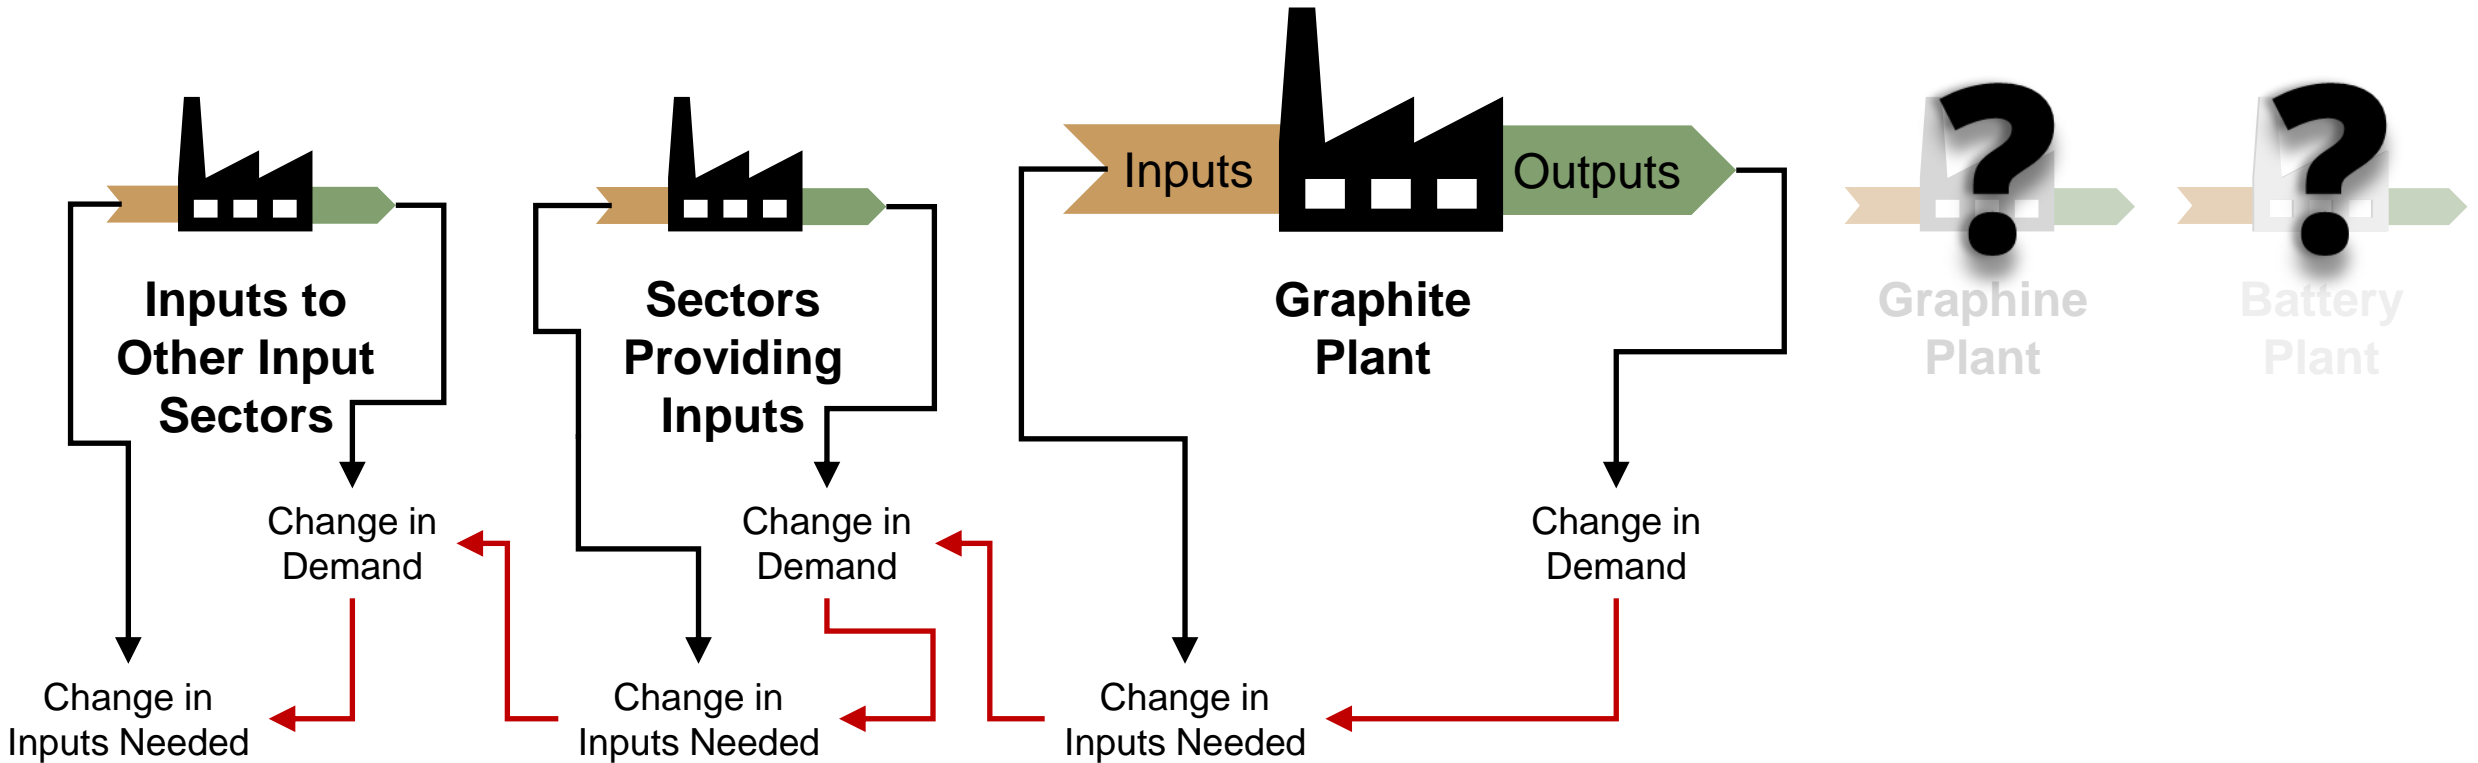 Inputs
Outputs
Inputs to
Other Input
Sectors
Sectors
Providing
Inputs
Graphite
Plant
Graphine
Plant
Battery
Plant
?
?
Change in
Demand
Change in
Demand
Change in
Demand
Change in
Inputs Needed
Change in
Inputs Needed
Change in
Inputs Needed